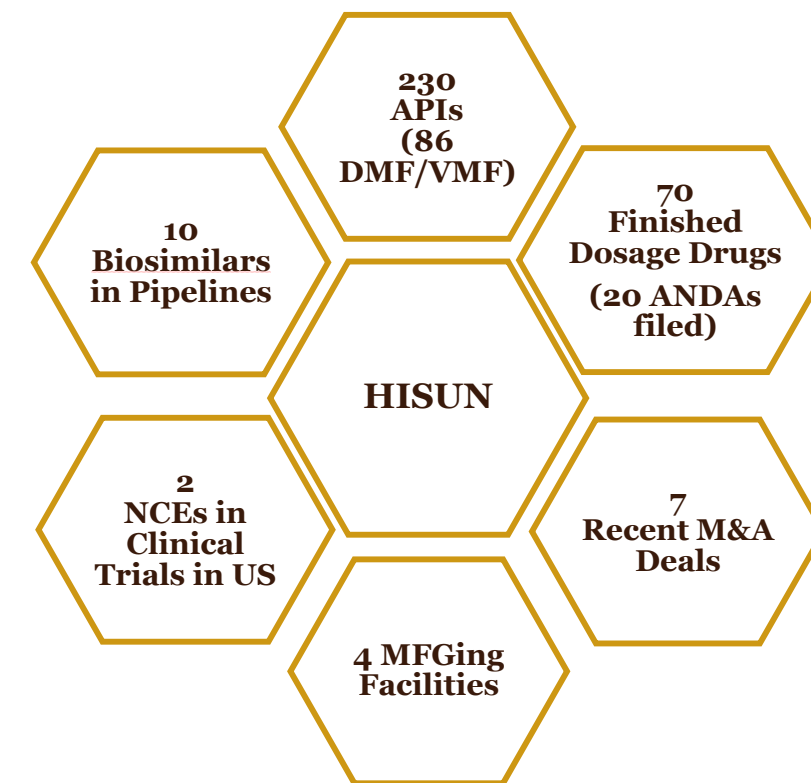 230
APIs
(86
DMF/VMF)
10
Biosimilars
in Pipelines
70
Finished
Dosage Drugs
(20 ANDAs
filed)
HISUN
2
NCEs in
Clinical
Trials in US
7
Recent M&A
Deals
4 MFGing
Facilities